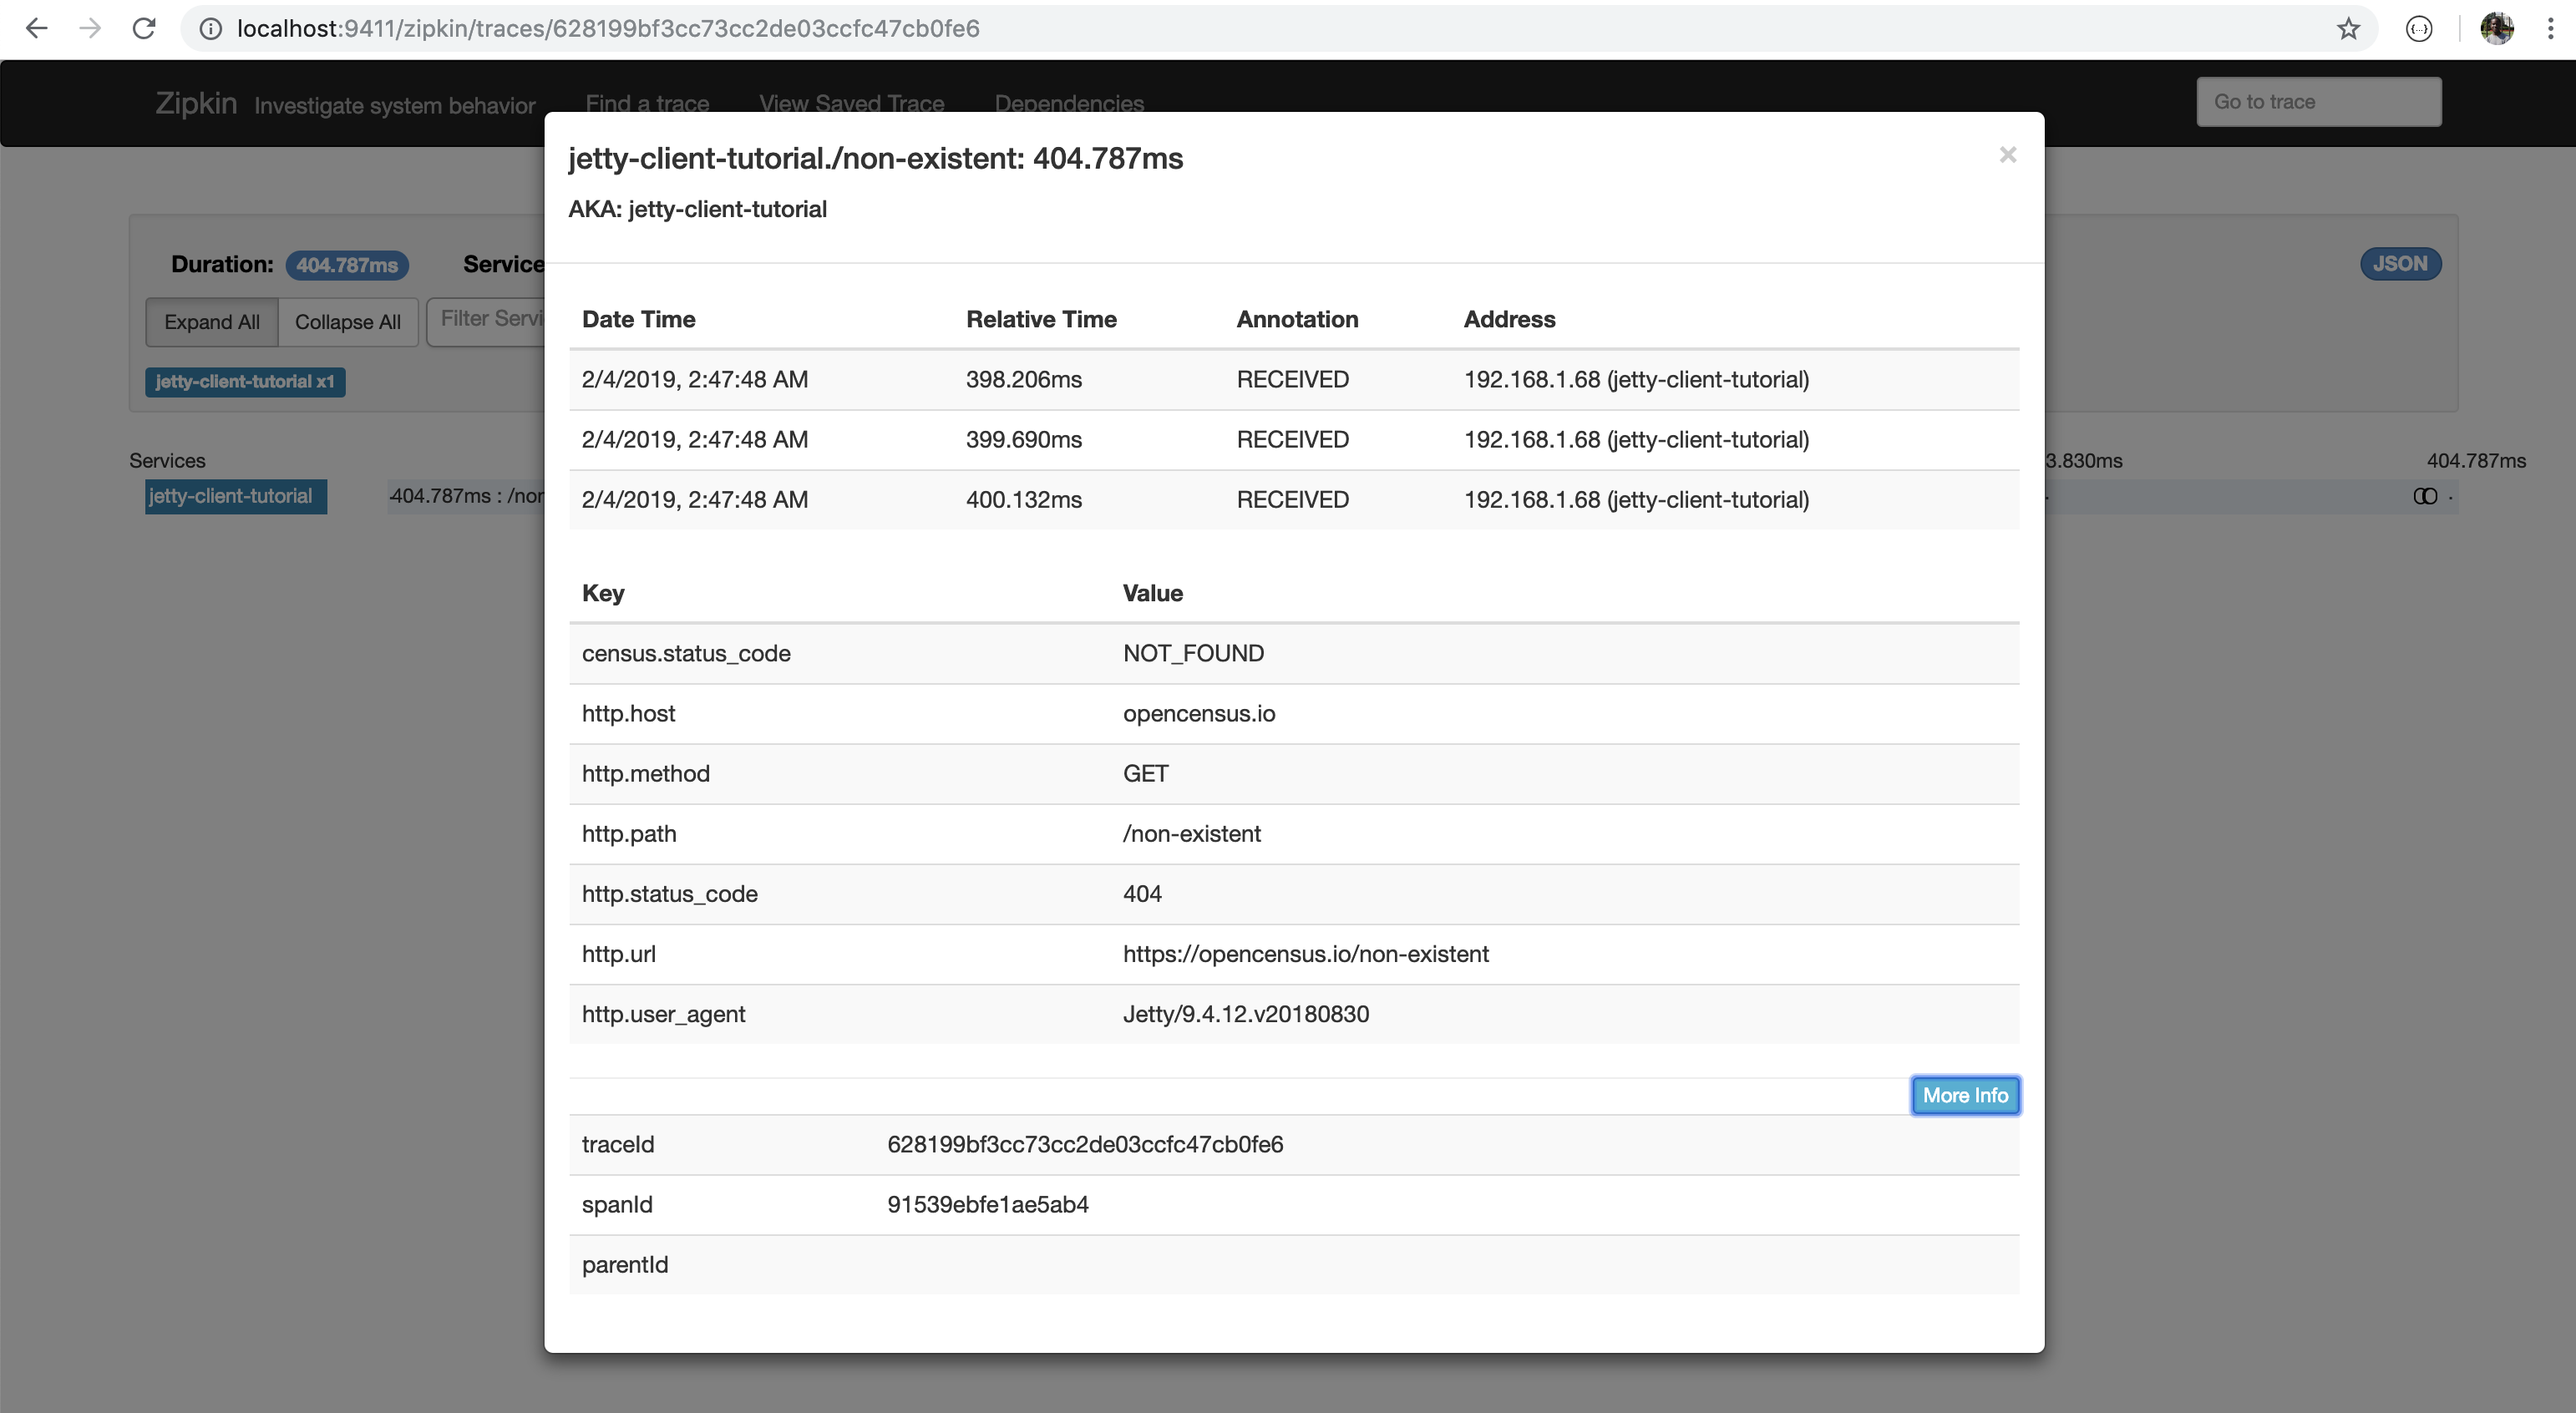 localhost:9411/zipkin/traces/628199bf3cc73cc2de03ccfc47cb0fe6
Zipkin Investigate system behavior Find a trace View Saved Trace Dependencies Go to trace
jetty-client-tutorial./non-existent: 404.787ms ×
AKA: jetty-client-tutorial
Duration: 404.787ms Service JSON
Expand All Collapse All Filter Servi
jetty-client-tutorial x1
Date Time Relative Time Annotation Address
2/4/2019, 2:47:48 AM 398.206ms RECEIVED 192.168.1.68 (jetty-client-tutorial)
2/4/2019, 2:47:48 AM 399.690ms RECEIVED 192.168.1.68 (jetty-client-tutorial)
2/4/2019, 2:47:48 AM 400.132ms RECEIVED 192.168.1.68 (jetty-client-tutorial)
Services 3.830ms 404.787ms
jetty-client-tutorial 404.787ms : /nor
Key Value
census.status_code NOT_FOUND
http.host opencensus.io
http.method GET
http.path /non-existent
http.status_code 404
http.url https://opencensus.io/non-existent
http.user_agent Jetty/9.4.12.v20180830
More Info
traceId 628199bf3cc73cc2de03ccfc47cb0fe6
spanId 91539ebfe1ae5ab4
parentId